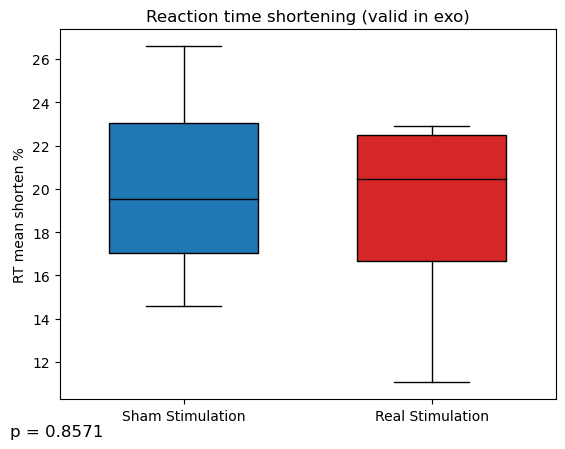 Reaction time shortening (valid in exo)
RT mean shorten %
26
24
22
20
18
16
14
12
Sham Stimulation
Real Stimulation
p = 0.8571